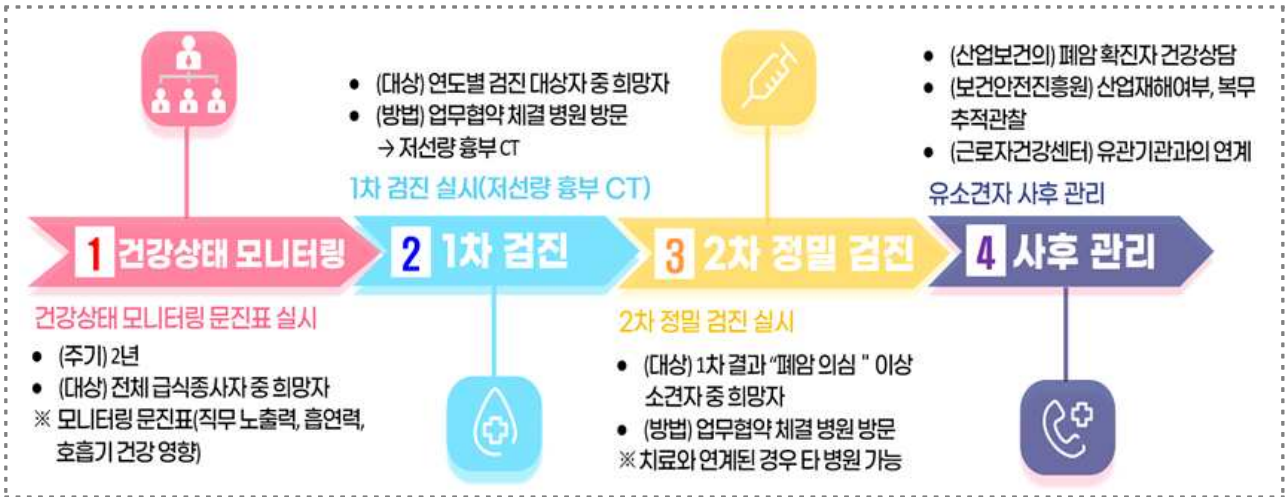 1 건강상태 모니터링
건강상태 모니터링 문진표 실시
• (주기) 2년
• (대상) 전체 급식종사자 중 희망자
※ 모니터링 문진표(직무 노출력, 흡연력,
호흡기 건강 영향)
• (대상) 연도별 검진 대상자 중 희망자
• (방법) 업무협약 체결 병원 방문
→ 저선량 흉부 CT
1차 검진 실시(저선량 흉부 CT)
2 1차 검진
3 2차 정밀 검진
2차 정밀 검진 실시
• (대상) 1차 결과 “폐암 의심 " 이상
소견자 중 희망자
• (방법) 업무협약 체결 병원 방문
※ 치료와 연계된 경우 타 병원 가능
• (산업보건의) 폐암 확진자 건강상담
• (보건안전진흥원) 산업재해여부, 복무
추적관찰
• (근로자건강센터) 유관기관과의 연계
유소견자 사후 관리
4 사후 관리